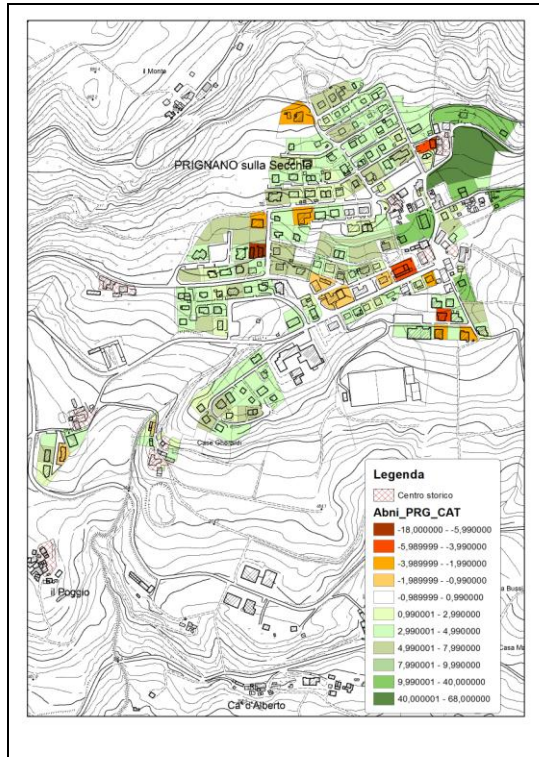 il Monte
PRIGNANO sulla Secchia
il Poggio
Ca' d'Alberto
Legenda
Centro storico
Abni_PRG_CAT
-18,000000 - -5,990000
-5,989999 - -3,990000
-3,989999 - -1,990000
-1,989999 - -0,990000
-0,989999 - 0,990000
0,990001 - 2,990000
2,990001 - 4,990000
4,990001 - 7,990000
7,990001 - 9,990000
9,990001 - 40,000000
40,000001 - 68,000000